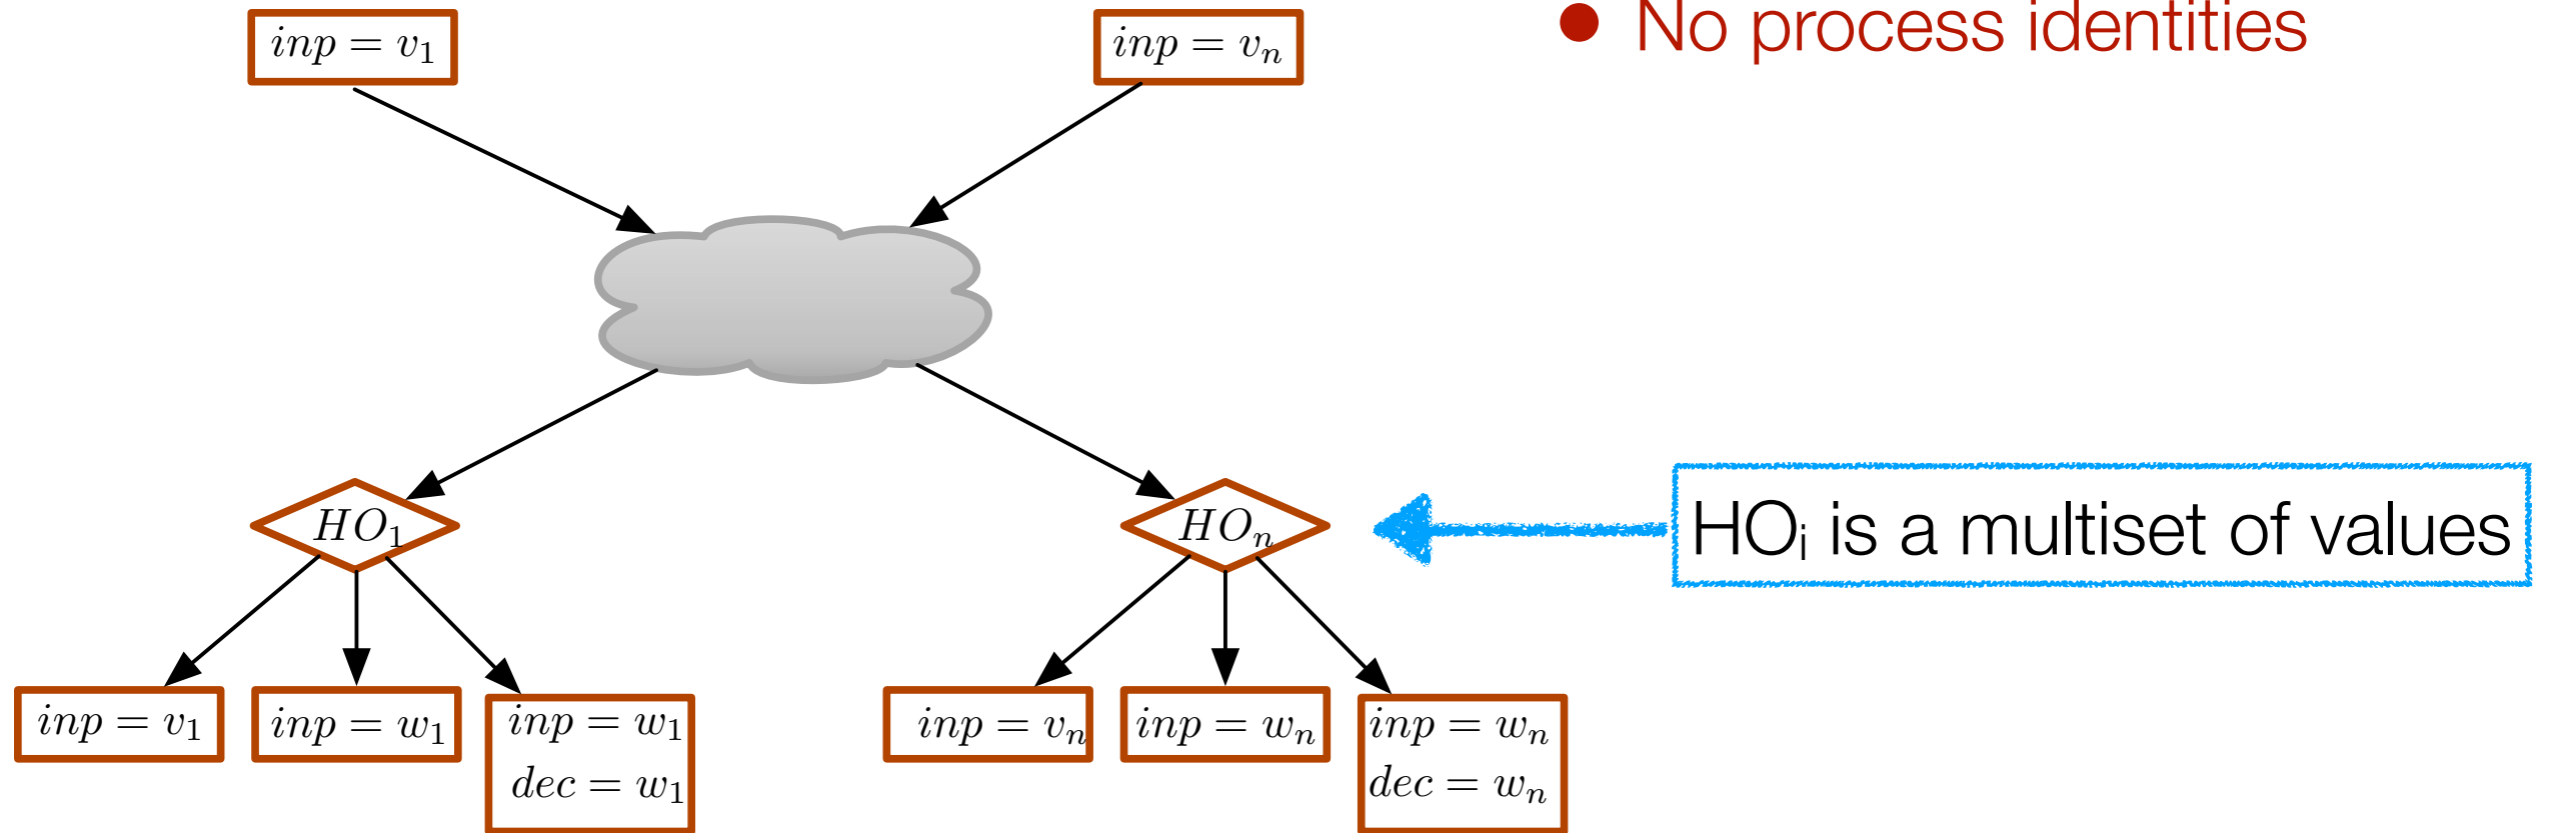 • No process identities
inp = v₁
inp = vₙ
HO₁
HOₙ
HOᵢ is a multiset of values
inp = v₁
inp = w₁
inp = w₁
dec = w₁
inp = vₙ
inp = wₙ
inp = wₙ
dec = wₙ